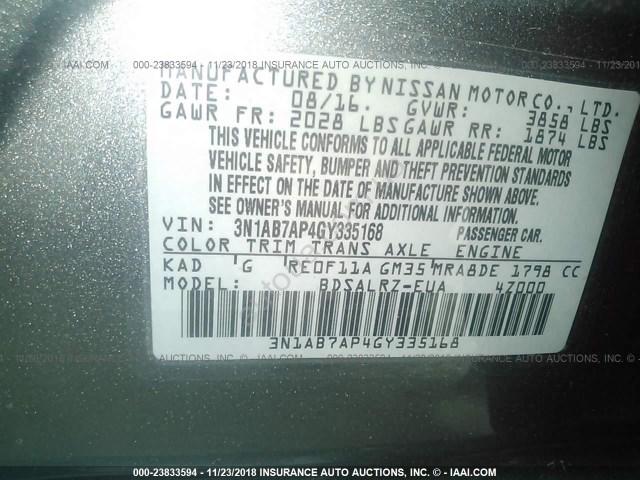 000-23833594 - 11/23/2018 INSURANCE AUTO AUCTIONS, INC. - © - IAAI.COM
MANUFACTURED BY NISSAN MOTOR CO., LTD.
DATE: 08/16. GVWR: 3858 LBS
GAWR FR: 2028 LBS GAWR RR: 1874 LBS
THIS VEHICLE CONFORMS TO ALL APPLICABLE FEDERAL MOTOR
VEHICLE SAFETY, BUMPER AND THEFT PREVENTION STANDARDS
IN EFFECT ON THE DATE OF MANUFACTURE SHOWN ABOVE.
SEE OWNER'S MANUAL FOR ADDITIONAL INFORMATION.
VIN: 3N1AB7AP4GY335168 PASSENGER CAR.
COLOR TRIM TRANS AXLE ENGINE
KAD G RE0F11A GM35 MRA8DE 1798 CC
MODEL: BDSALRZ-EUA 4Z000
3N1AB7AP4GY335168
000-23833594 - 11/23/2018 INSURANCE AUTO AUCTIONS, INC. - © - IAAI.COM